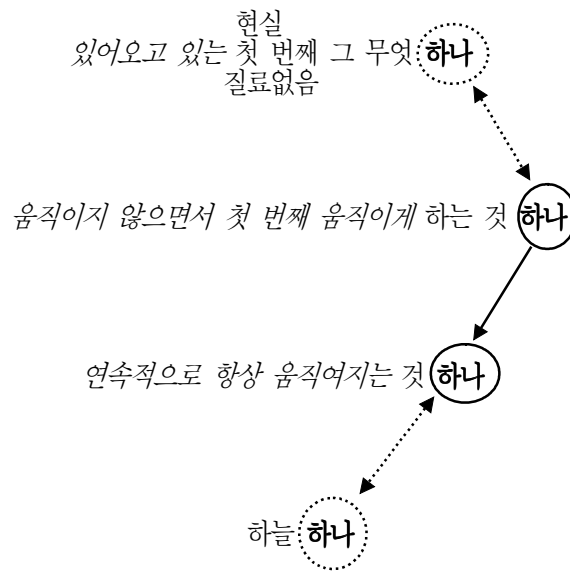 현실
있어오고 있는 첫 번째 그 무엇 하나
질료없음
움직이지 않으면서 첫 번째 움직이게 하는 것 하나
연속적으로 항상 움직여지는 것 하나
하늘 하나